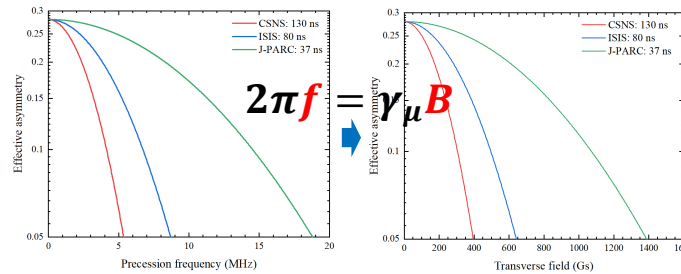 CSNS: 130 ns
ISIS: 80 ns
J-PARC: 37 ns
Effective asymmetry
0.3
0.25
0.2
0.15
0.1
0.05
0
5
10
15
20
Precession frequency (MHz)
2πf = γμB
CSNS: 130 ns
ISIS: 80 ns
J-PARC: 37 ns
Effective asymmetry
0.3
0.25
0.2
0.1
0.05
0
200
400
600
800
1000
1200
1400
Transverse field (Gs)